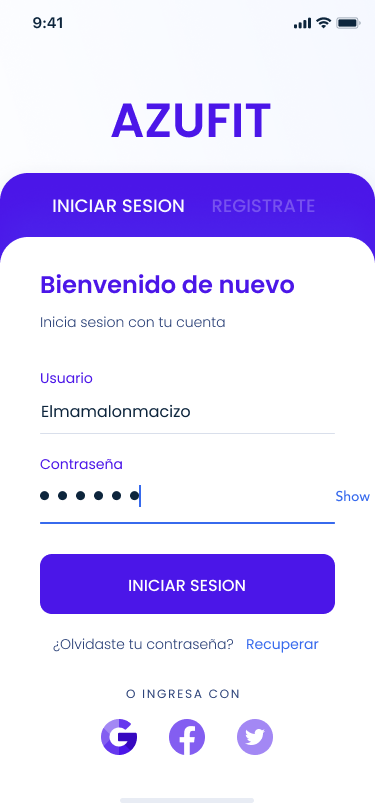 9:41
AZUFIT
INICIAR SESION REGISTRATE
Bienvenido de nuevo
Inicia sesion con tu cuenta
Usuario
Elmamalonmacizo
Contraseña
Show
INICIAR SESION
¿Olvidaste tu contraseña? Recuperar
O INGRESA CON